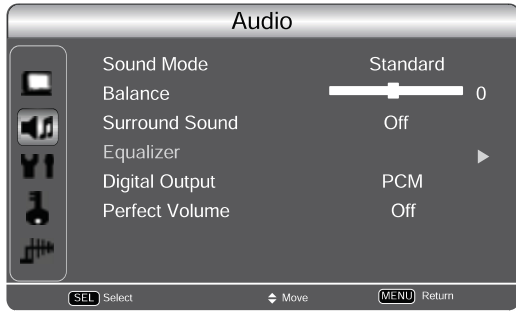 Audio
Sound Mode Standard
Balance 0
Surround Sound Off
Equalizer
Digital Output PCM
Perfect Volume Off
SEL Select Move MENU Return